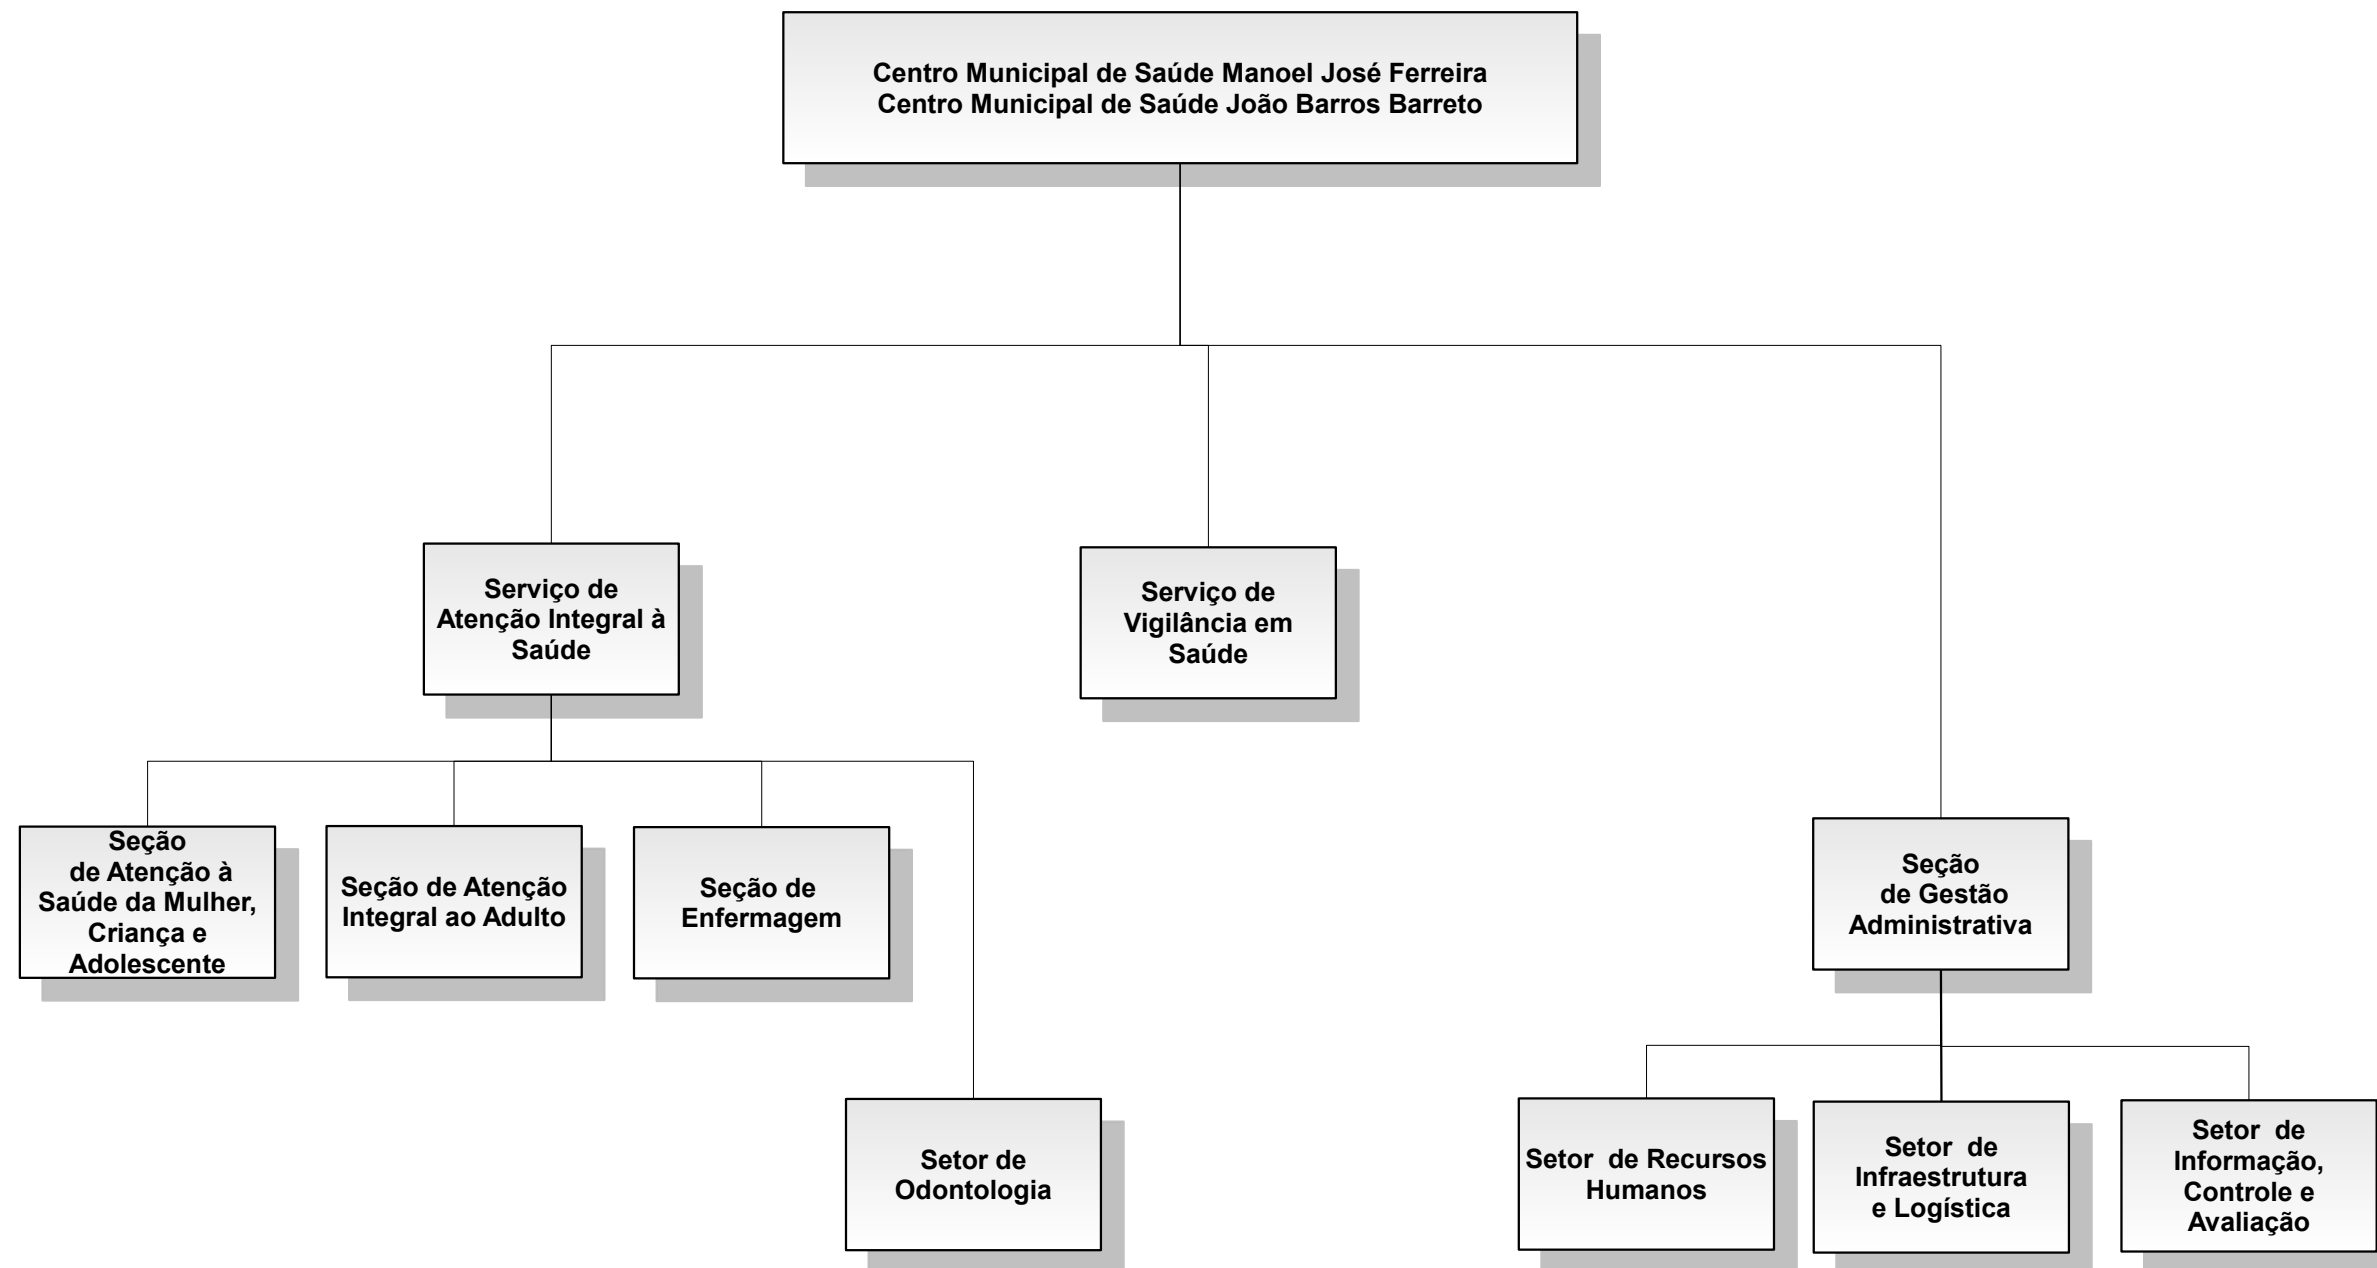 Centro Municipal de Saúde Manoel José Ferreira
Centro Municipal de Saúde João Barros Barreto
Serviço de
Atenção Integral à
Saúde
Serviço de
Vigilância em
Saúde
Seção
de Atenção à
Saúde da Mulher,
Criança e
Adolescente
Seção de Atenção
Integral ao Adulto
Seção de
Enfermagem
Seção
de Gestão
Administrativa
Setor de
Odontologia
Setor de Recursos
Humanos
Setor de
Infraestrutura
e Logística
Setor de
Informação,
Controle e
Avaliação